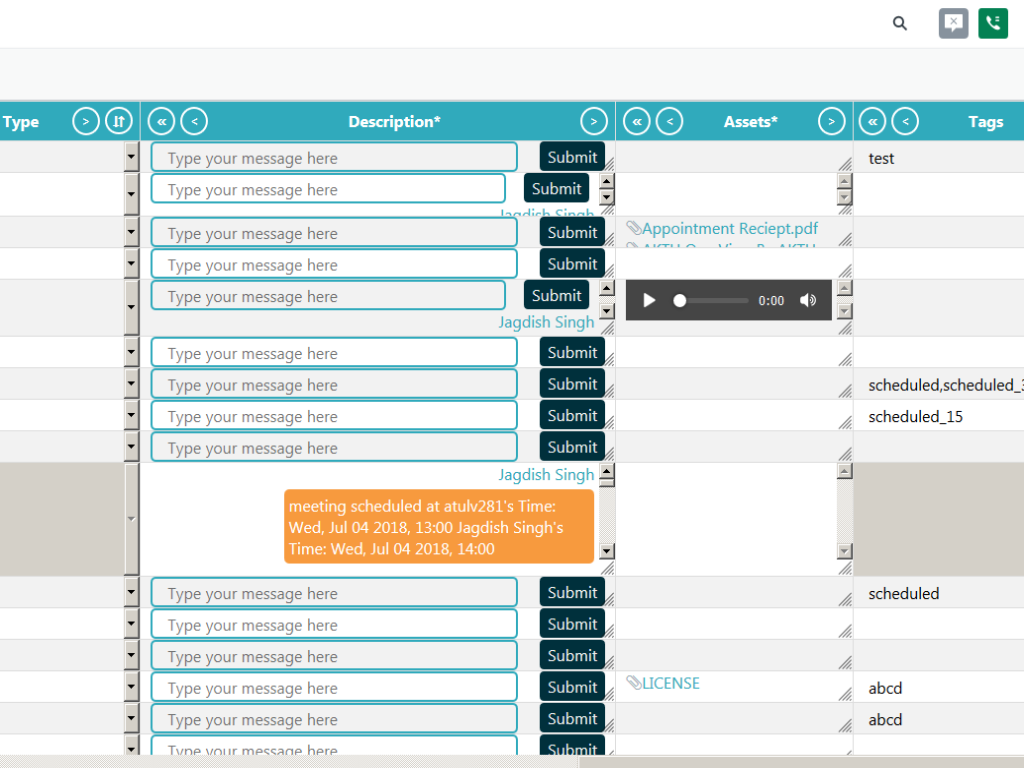 Type > « < Description* > « < Assets* > « < Tags
Type your message here Submit test
Type your message here Submit
Jagdish Singh
Type your message here Submit Appointment Reciept.pdf
Type your message here Submit
Type your message here Submit 0:00
Jagdish Singh
Type your message here Submit
Type your message here Submit scheduled,scheduled_3
Type your message here Submit scheduled_15
Type your message here Submit
Jagdish Singh
meeting scheduled at atulv281's Time:
Wed, Jul 04 2018, 13:00 Jagdish Singh's
Time: Wed, Jul 04 2018, 14:00
Type your message here Submit scheduled
Type your message here Submit
Type your message here Submit
Type your message here Submit LICENSE abcd
Type your message here Submit abcd
Type your message here Submit